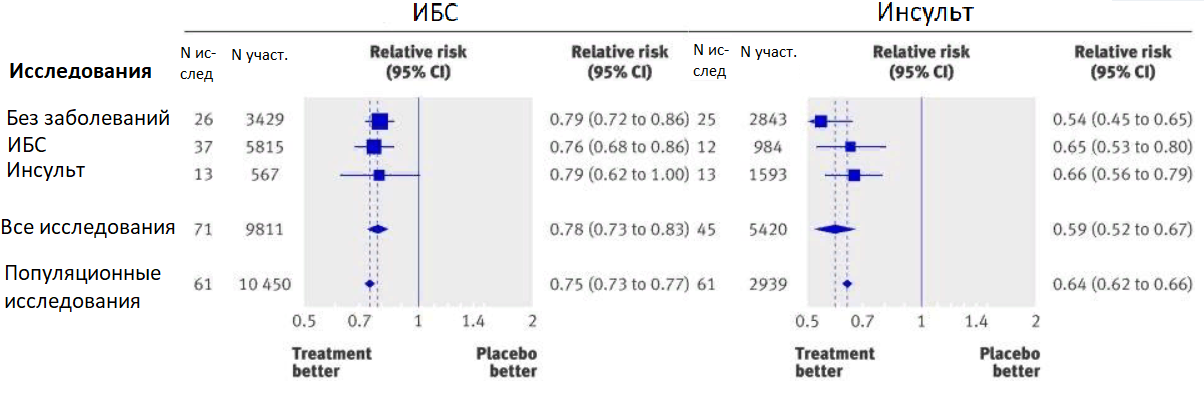 ИБС Инсульт
Исследования N ис-
след N участ. Relative risk
(95% CI) Relative risk
(95% CI) N ис-
след N участ. Relative risk
(95% CI) Relative risk
(95% CI)
Без заболеваний 26 3429 0.79 (0.72 to 0.86) 25 2843 0.54 (0.45 to 0.65)
ИБС 37 5815 0.76 (0.68 to 0.86) 12 984 0.65 (0.53 to 0.80)
Инсульт 13 567 0.79 (0.62 to 1.00) 13 1593 0.66 (0.56 to 0.79)
Все исследования 71 9811 0.78 (0.73 to 0.83) 45 5420 0.59 (0.52 to 0.67)
Популяционные
исследования 61 10 450 0.75 (0.73 to 0.77) 61 2939 0.64 (0.62 to 0.66)
0.5 0.7 1 1.4 2 0.5 0.7 1 1.4 2
Treatment
better Placebo
better Treatment
better Placebo
better